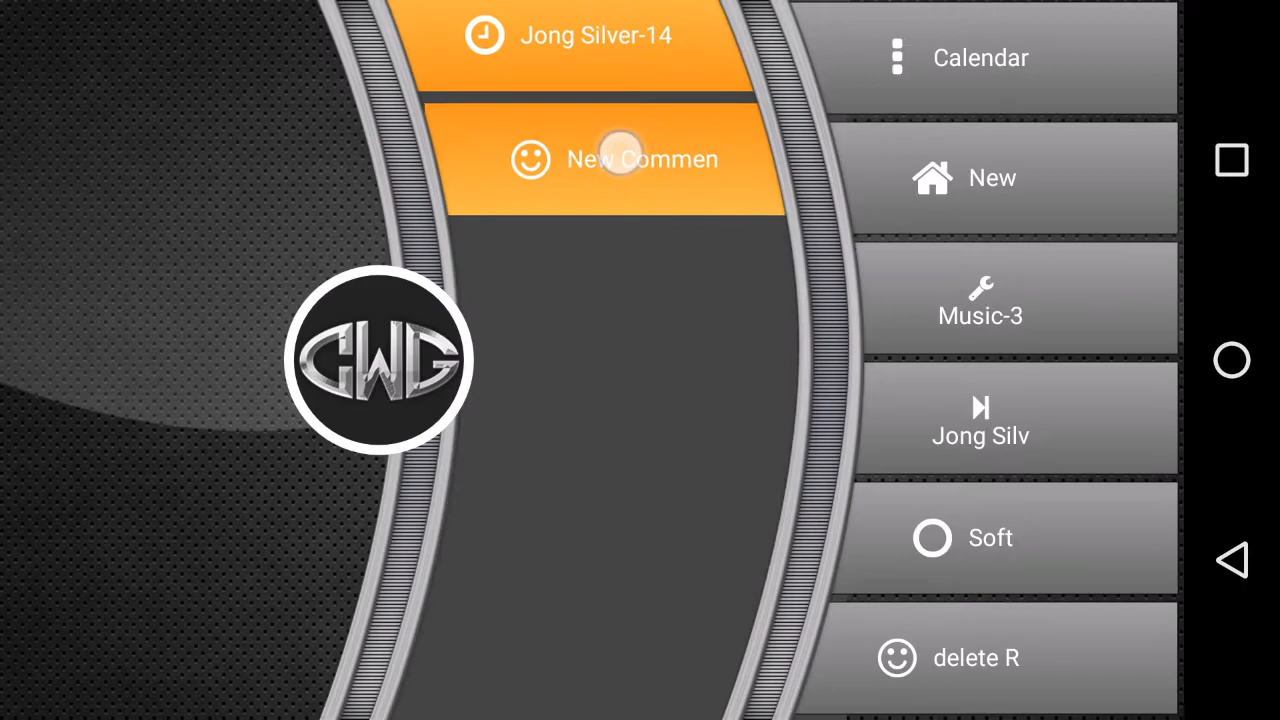 Jong Silver-14
New Commen
CWG
Calendar
New
Music-3
Jong Silv
Soft
delete R